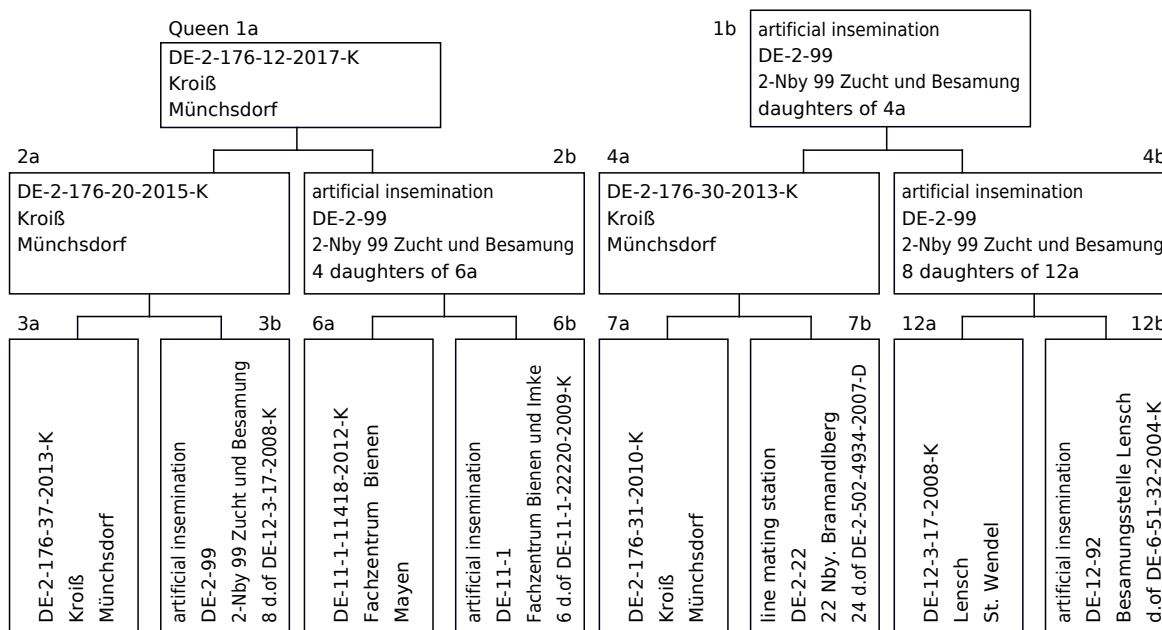 Queen 1a
DE-2-176-12-2017-K
Kroiß
Münchsdorf
1b
artificial insemination
DE-2-99
2-Nby 99 Zucht und Besamung
daughters of 4a
2a
DE-2-176-20-2015-K
Kroiß
Münchsdorf
2b
artificial insemination
DE-2-99
2-Nby 99 Zucht und Besamung
4 daughters of 6a
4a
DE-2-176-30-2013-K
Kroiß
Münchsdorf
4b
artificial insemination
DE-2-99
2-Nby 99 Zucht und Besamung
8 daughters of 12a
3a
DE-2-176-37-2013-K
Kroiß
Münchsdorf
3b
artificial insemination
DE-2-99
2-Nby 99 Zucht und Besamung
8 d.of DE-12-3-17-2008-K
6a
DE-11-1-11418-2012-K
Fachzentrum Bienen
Mayen
6b
artificial insemination
DE-11-1
Fachzentrum Bienen und Imke
6 d.of DE-11-1-22220-2009-K
7a
DE-2-176-31-2010-K
Kroiß
Münchsdorf
7b
line mating station
DE-2-22
22 Nby. Bramandlberg
24 d.of DE-2-502-4934-2007-D
12a
DE-12-3-17-2008-K
Lensch
St. Wendel
12b
artificial insemination
DE-12-92
Besamungsstelle Lensch
d.of DE-6-51-32-2004-K